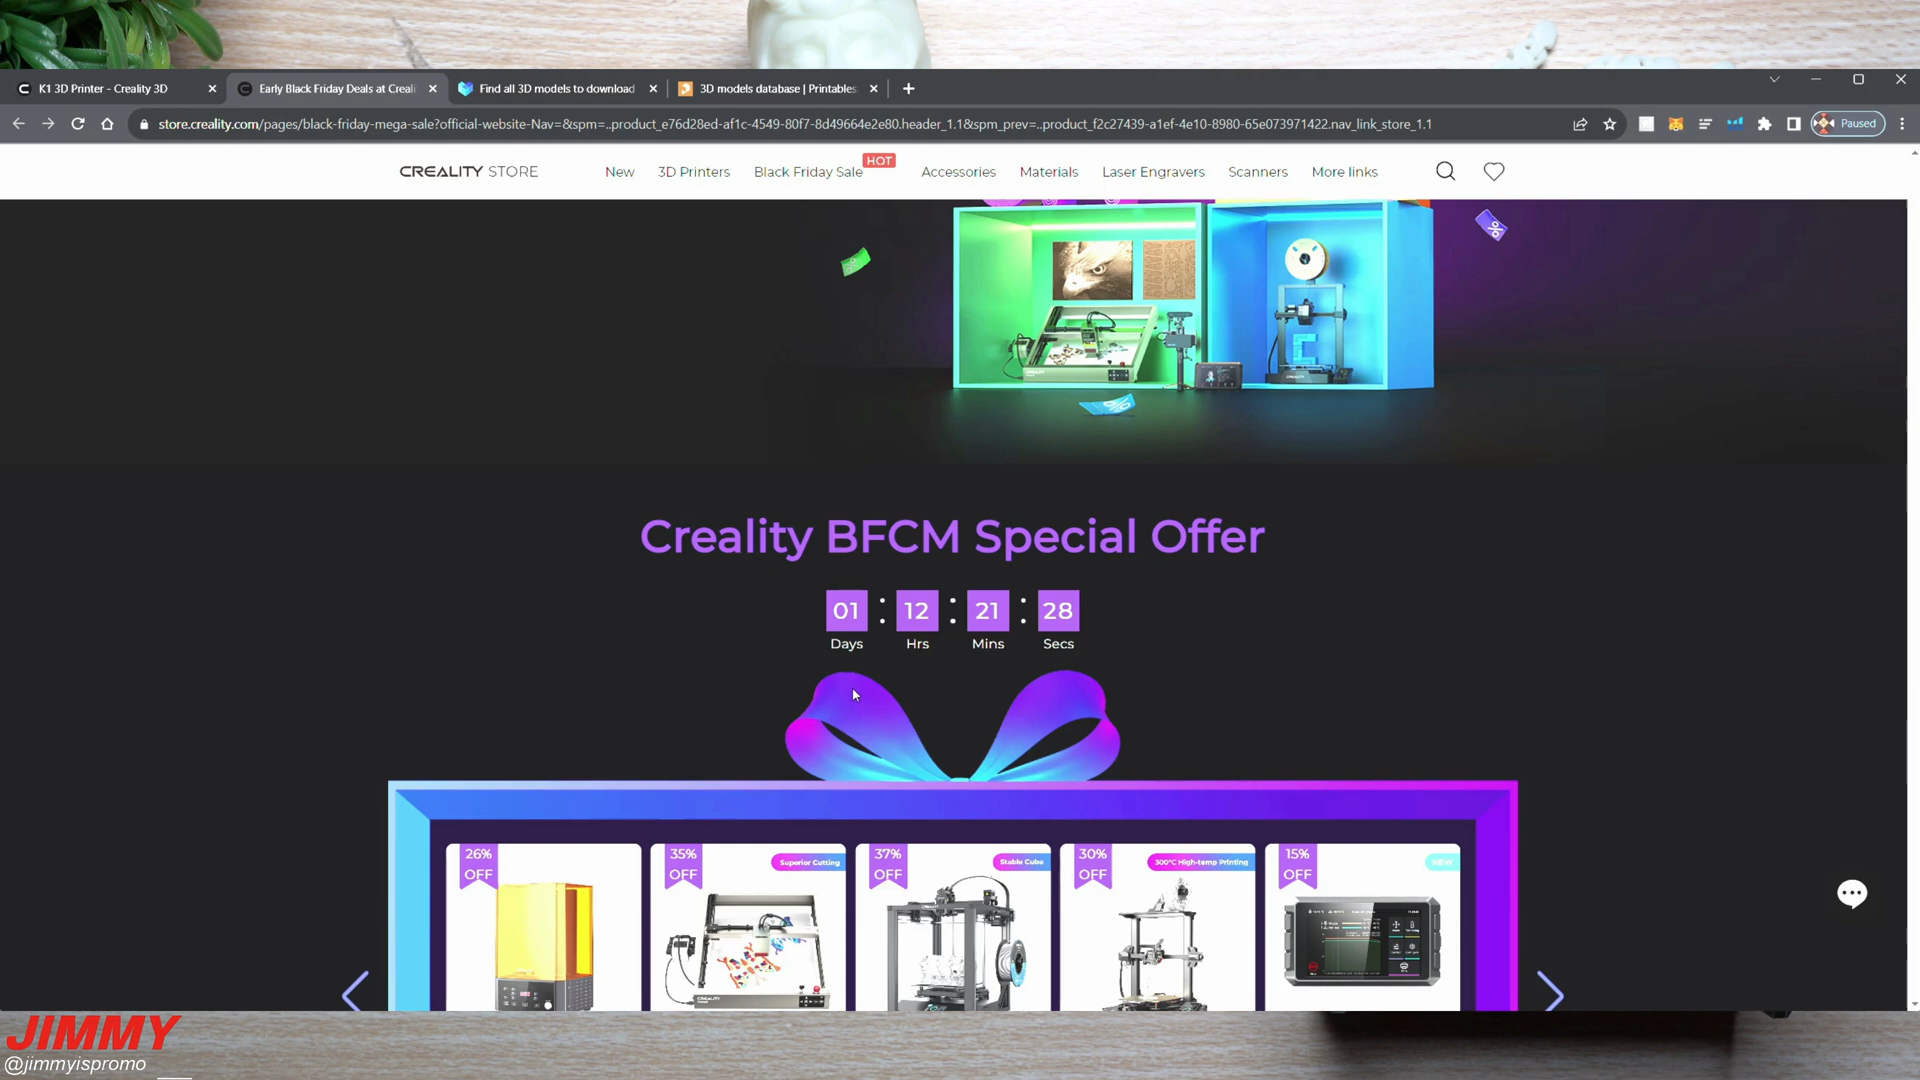 K1 3D Printer - Creality 3D
Early Black Friday Deals at Creali
Find all 3D models to download
3D models database | Printables
store.creality.com/pages/black-friday-mega-sale?official-website-Nav=&spm=..product_e76d28ed-af1c-4549-80f7-8d49664e2e80.header_1.1&spm_prev=..product_f2c27439-a1ef-4e10-8980-65e073971422.nav_link_store_1.1
Paused
CREALITY STORE
New
3D Printers
Black Friday Sale
HOT
Accessories
Materials
Laser Engravers
Scanners
More links
Creality BFCM Special Offer
01 : 12 : 21 : 28
Days Hrs Mins Secs
26%
OFF
35%
OFF
Superior Cutting
37%
OFF
Stable Cube
30%
OFF
300°C High-temp Printing
15%
OFF
NEW
JIMMY
@jimmyispromo